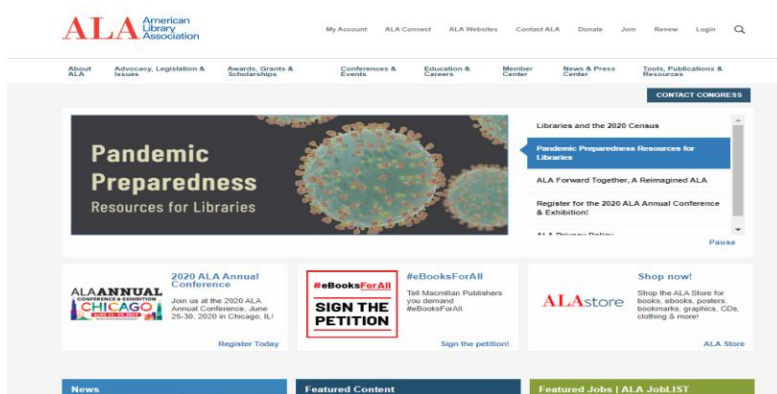 ALA American
Library
Association
My Account ALA Connect ALA Websites Contact ALA Donate Join Renew Login
About
ALA
Advocacy, Legislation &
Issues
Awards, Grants &
Scholarships
Conferences &
Events
Education &
Careers
Member
Center
News & Press
Center
Tools, Publications &
Resources
CONTACT CONGRESS
Pandemic
Preparedness
Resources for Libraries
Libraries and the 2020 Census
Pandemic Preparedness Resources for
Libraries
ALA Forward Together, A Reimagined ALA
Register for the 2020 ALA Annual Conference
& Exhibition!
ALA Privacy Policy
Pause
ALAANNUAL
CONFERENCE & EXHIBITION
CHICAGO
2020 ALA Annual
Conference
Join us at the 2020 ALA
Annual Conference, June
25-30, 2020 in Chicago, IL!
Register Today
#eBooksForAll
SIGN THE
PETITION
#eBooksForAll
Tell Macmillan Publishers
you demand
#eBooksForAll.
Sign the petition!
ALAstore
Shop now!
Shop the ALA Store for
books, ebooks, posters,
bookmarks, graphics, CDs,
clothing & more!
ALA Store
News
Featured Content
Featured Jobs | ALA JobLIST